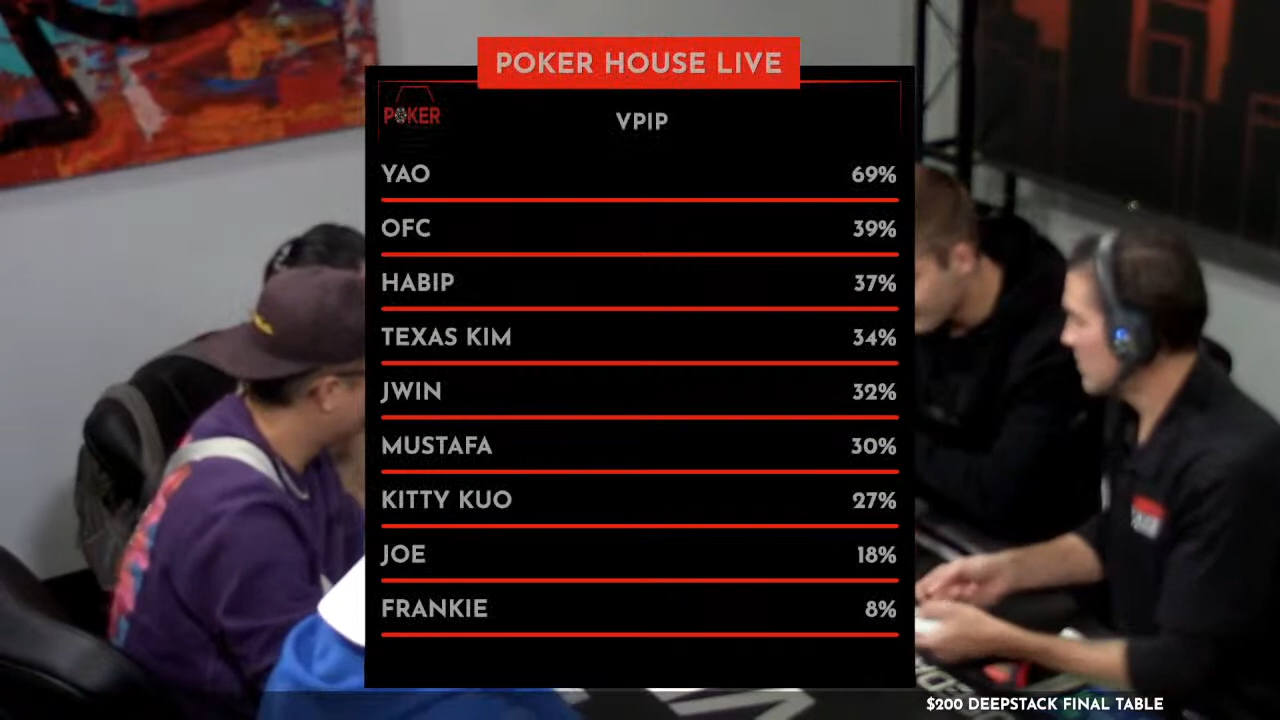 POKER HOUSE LIVE
POKER
VPIP
YAO 69%
OFC 39%
HABIP 37%
TEXAS KIM 34%
JWIN 32%
MUSTAFA 30%
KITTY KUO 27%
JOE 18%
FRANKIE 8%
$200 DEEPSTACK FINAL TABLE